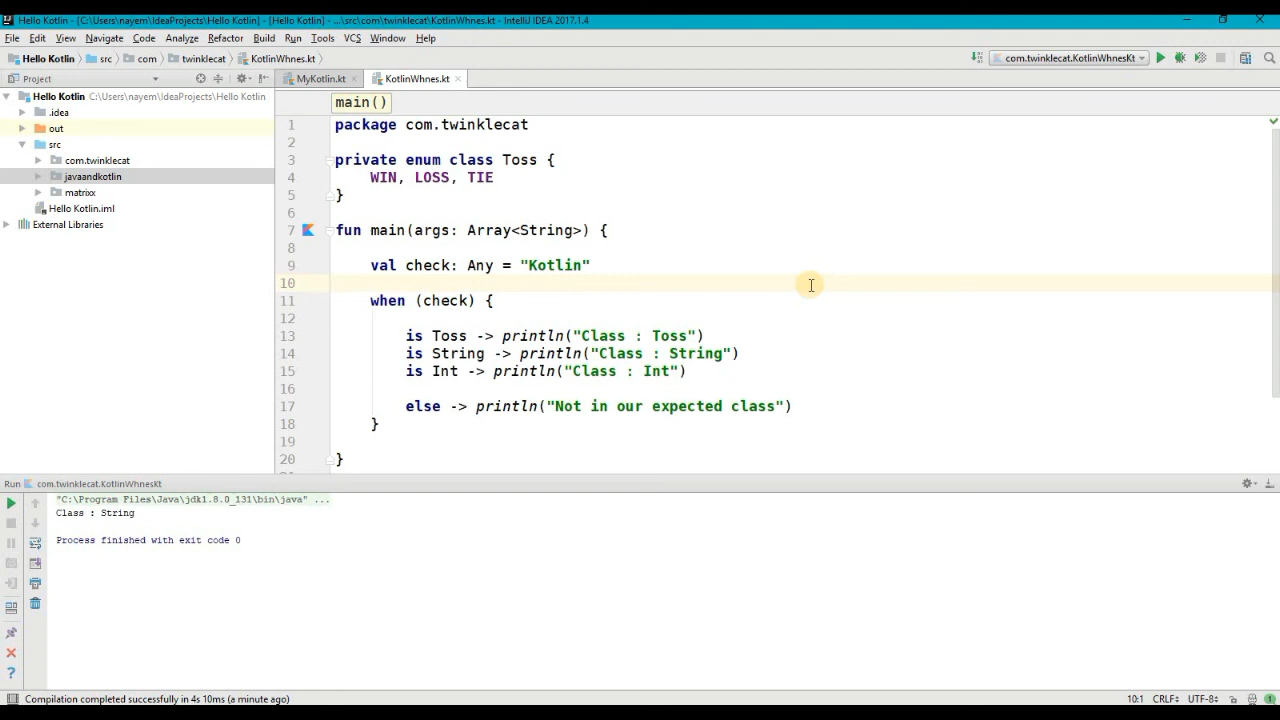 Hello Kotlin - [C:\Users\nayem\IdeaProjects\Hello Kotlin] - [Hello Kotlin] - ...\src\com\twinklecat\KotlinWhnes.kt - IntelliJ IDEA 2017.1.4
File Edit View Navigate Code Analyze Refactor Build Run Tools VCS Window Help
Hello Kotlin src com twinklecat KotlinWhnes.kt com.twinklecat.KotlinWhnesKt
Project MyKotlin.kt KotlinWhnes.kt
Hello Kotlin C:\Users\nayem\IdeaProjects\Hello Kotlin
.idea
out
src
com.twinklecat
javaandkotlin
matrixx
Hello Kotlin.iml
External Libraries
main()
1 package com.twinklecat
2
3 private enum class Toss {
4 WIN, LOSS, TIE
5 }
6
7 fun main(args: Array<String>) {
8
9 val check: Any = "Kotlin"
10
11 when (check) {
12
13 is Toss -> println("Class : Toss")
14 is String -> println("Class : String")
15 is Int -> println("Class : Int")
16
17 else -> println("Not in our expected class")
18 }
19
20 }
Run com.twinklecat.KotlinWhnesKt
"C:\Program Files\Java\jdk1.8.0_131\bin\java" ...
Class : String
Process finished with exit code 0
Compilation completed successfully in 4s 10ms (a minute ago) 10:1 CRLF UTF-8 1